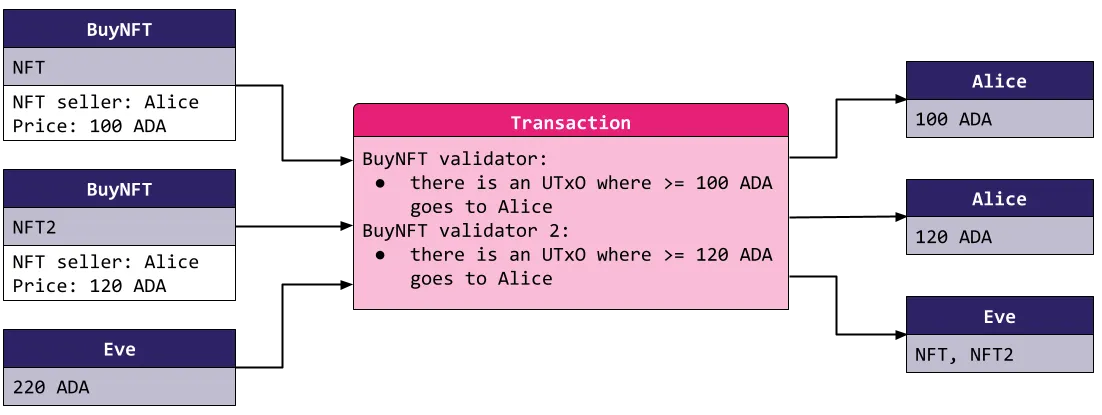 BuyNFT
NFT
NFT seller: Alice
Price: 100 ADA
BuyNFT
NFT2
NFT seller: Alice
Price: 120 ADA
Eve
220 ADA
Transaction
BuyNFT validator:
● there is an UTxO where >= 100 ADA
goes to Alice
BuyNFT validator 2:
● there is an UTxO where >= 120 ADA
goes to Alice
Alice
100 ADA
Alice
120 ADA
Eve
NFT, NFT2